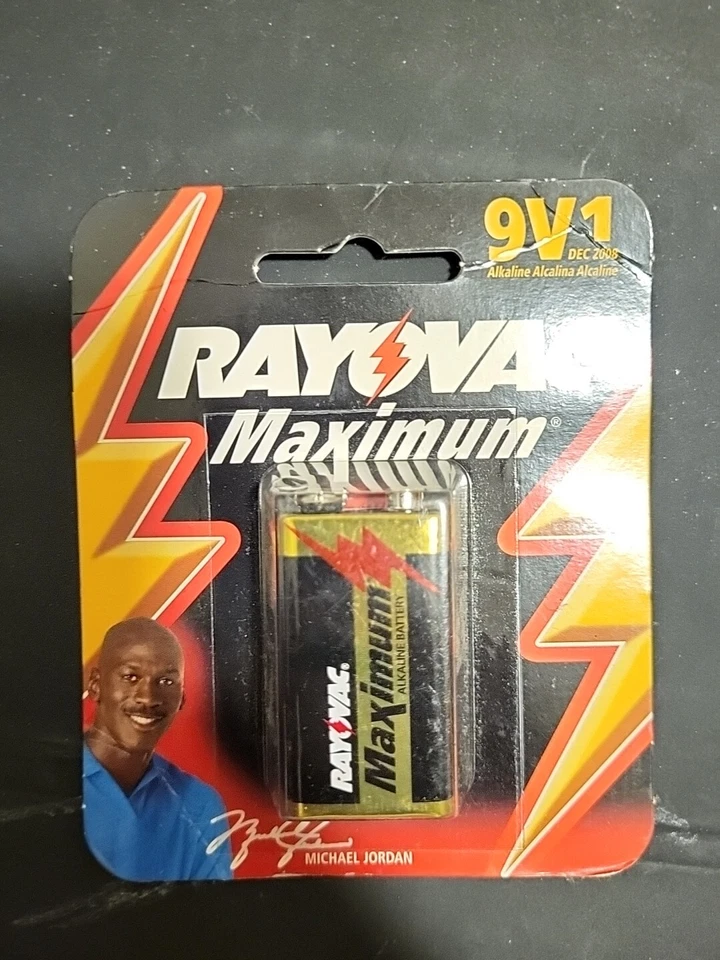 9V1
DEC 2008
Alkaline Alcalina Alcaline
RAYOVAC
Maximum®
RAYOVAC®
Maximum
ALKALINE BATTERY
MICHAEL JORDAN